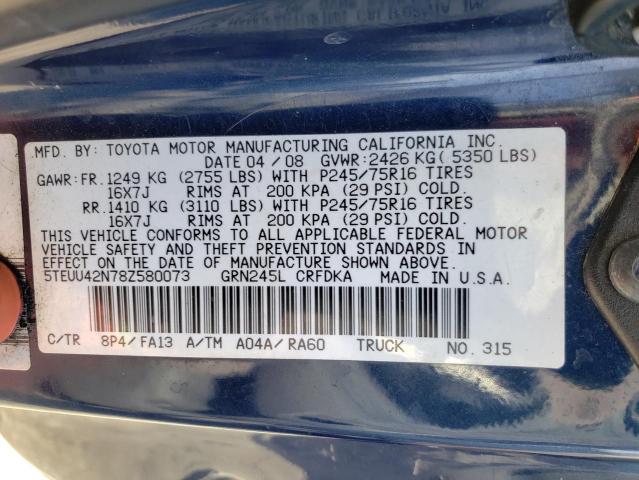 MFD. BY: TOYOTA MOTOR MANUFACTURING CALIFORNIA INC.
DATE 04 / 08 GVWR: 2426 KG ( 5350 LBS)
GAWR: FR. 1249 KG (2755 LBS) WITH P245/75R16 TIRES
16X7J RIMS AT 200 KPA (29 PSI) COLD.
RR. 1410 KG (3110 LBS) WITH P245/75R16 TIRES
16X7J RIMS AT 200 KPA (29 PSI) COLD.
THIS VEHICLE CONFORMS TO ALL APPLICABLE FEDERAL MOTOR
VEHICLE SAFETY AND THEFT PREVENTION STANDARDS IN
EFFECT ON THE DATE OF MANUFACTURE SHOWN ABOVE.
5TEUU42N78Z580073 GRN245L CRFDKA MADE IN U.S.A.
C/TR 8P4/ FA13 A/TM A04A/ RA60 TRUCK NO. 315